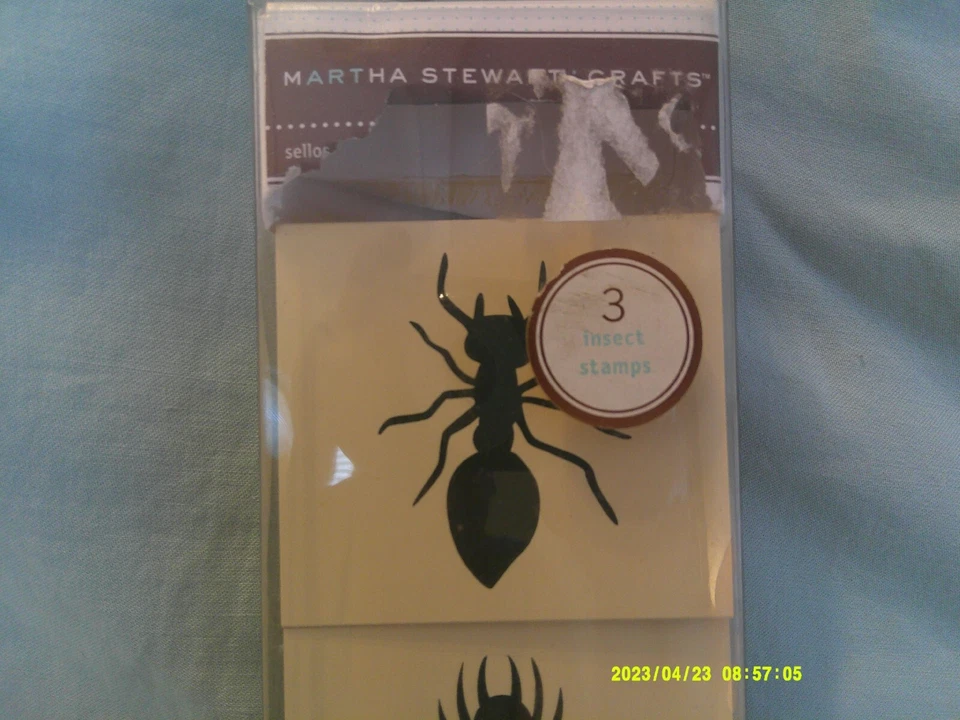 MARTHA STEWART CRAFTS™
sellos
3
insect
stamps
2023/04/23 08:57:05